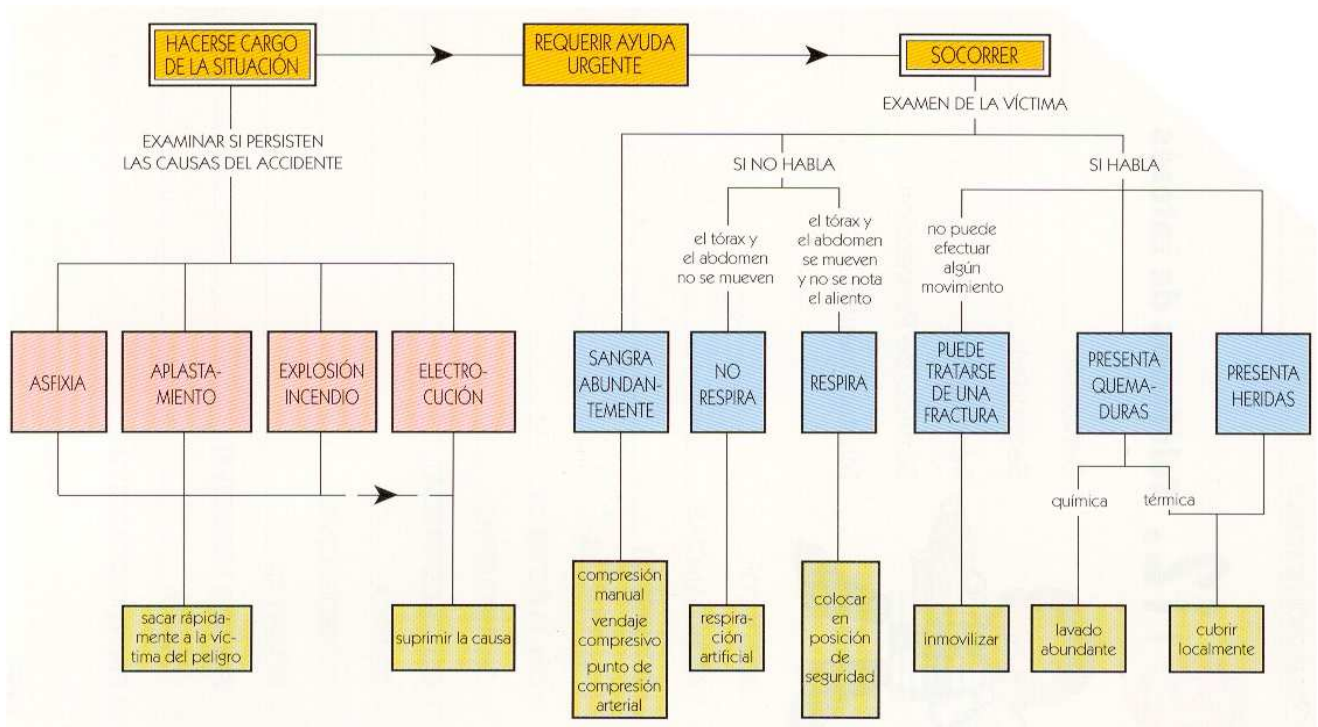 HACERSE CARGO
DE LA SITUACIÓN
REQUERIR AYUDA
URGENTE
SOCORRER
EXAMINAR SI PERSISTEN
LAS CAUSAS DEL ACCIDENTE
EXAMEN DE LA VÍCTIMA
SI NO HABLA
SI HABLA
el tórax y
el abdomen
no se mueven
el tórax y
el abdomen
se mueven
y no se nota
el aliento
no puede
efectuar
algún
movimiento
ASFIXIA
APLASTA-
MIENTO
EXPLOSIÓN
INCENDIO
ELECTRO-
CUCIÓN
SANGRA
ABUNDAN-
TEMENTE
NO
RESPIRA
RESPIRA
PUEDE
TRATARSE
DE UNA
FRACTURA
PRESENTA
QUEMA-
DURAS
PRESENTA
HERIDAS
química
térmica
sacar rápida-
mente a la víc-
tima del peligro
suprimir la causa
compresión
manual
vendaje
compresivo
punto de
compresión
arterial
respira-
ción
artificial
colocar
en
posición
de
seguridad
inmovilizar
lavado
abundante
cubrir
localmente